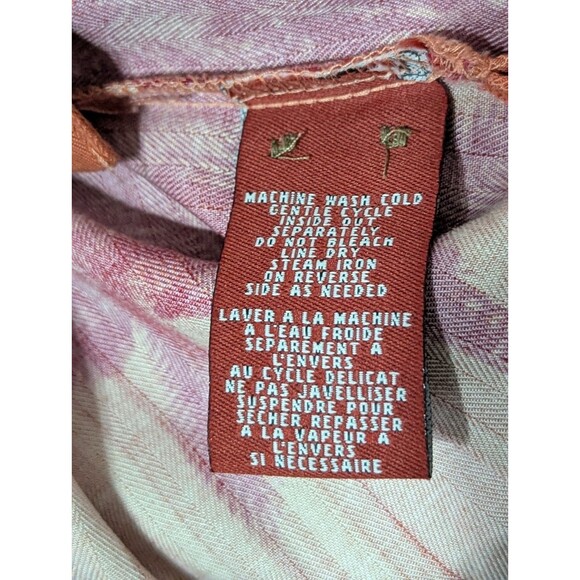 MACHINE WASH COLD
GENTLE CYCLE
INSIDE OUT
SEPARATELY
DO NOT BLEACH
LINE DRY
STEAM IRON
ON REVERSE
SIDE AS NEEDED
LAVER A LA MACHINE
A L'EAU FROIDE
SEPAREMENT A
L'ENVERS
AU CYCLE DELICAT
NE PAS JAVELLISER
SUSPENDRE POUR
SECHER REPASSER
A LA VAPEUR A
L'ENVERS
SI NECESSAIRE